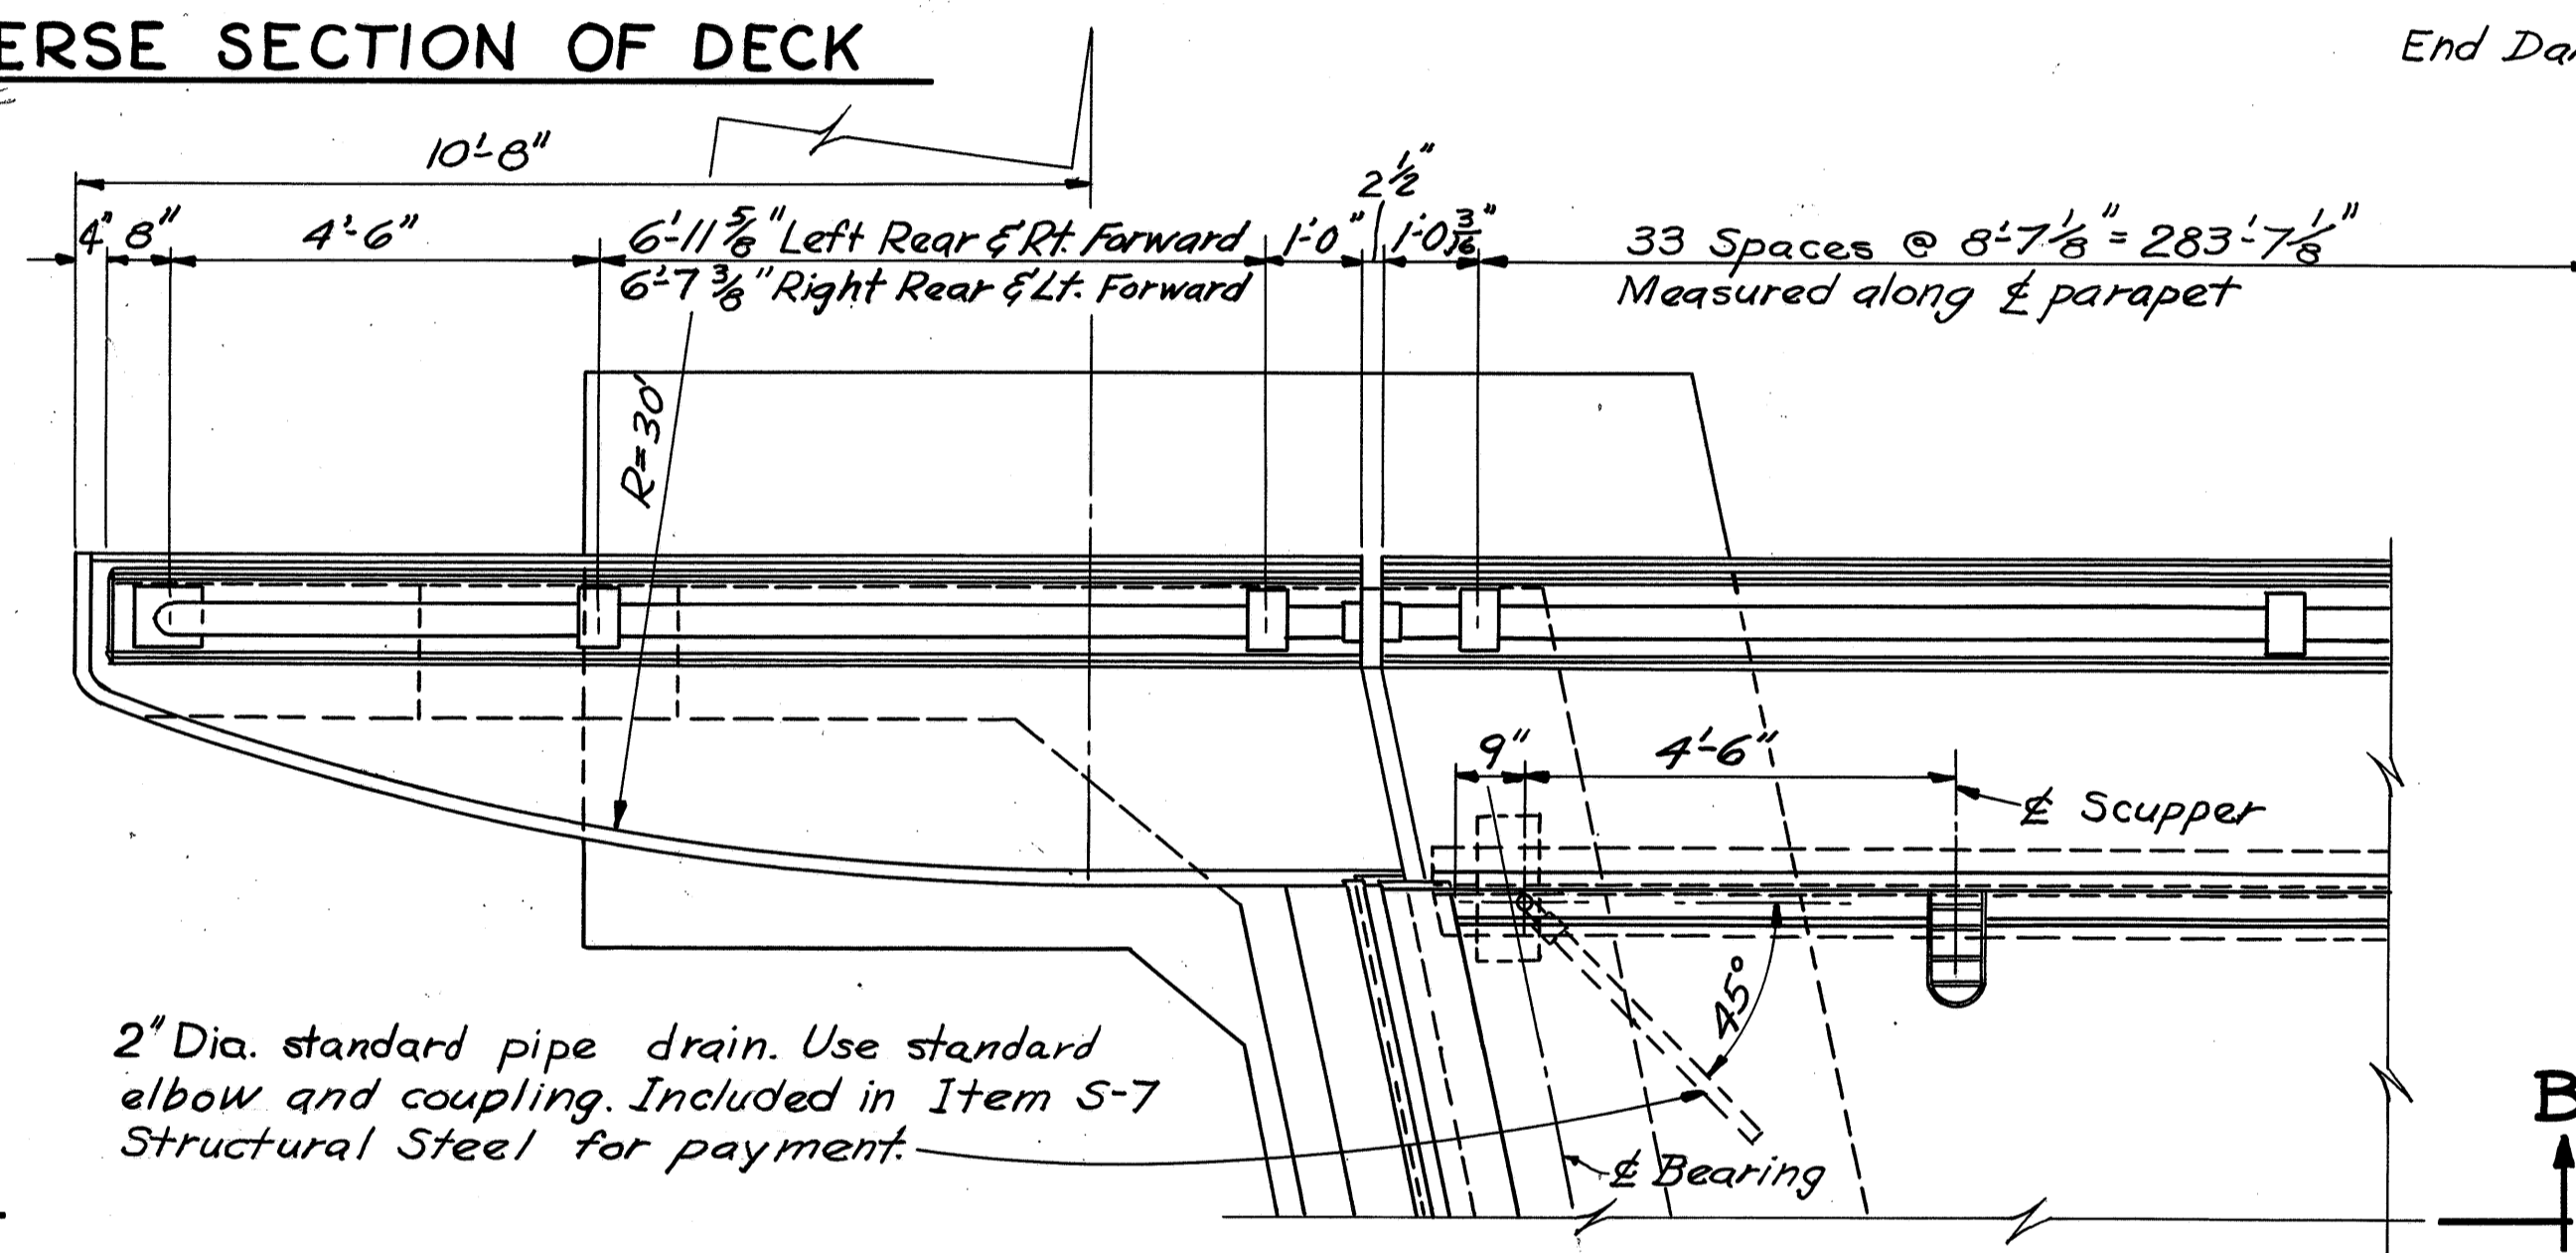 ERSE SECTION OF DECK
End Da
10'-8"
2 1/2"
4" 8" 4'-6" 6'-11 5/8" Left Rear & Rt. Forward 1'-0" 1'-0 3/16" 33 Spaces @ 8'-7 1/8" = 283'-7 1/8"
6'-7 3/8" Right Rear & Lt. Forward Measured along ℄ parapet
R=30'
9" 4'-6"
℄ Scupper
45°
2" Dia. standard pipe drain. Use standard
elbow and coupling. Included in Item S-7
Structural Steel for payment.
℄ Bearing
B